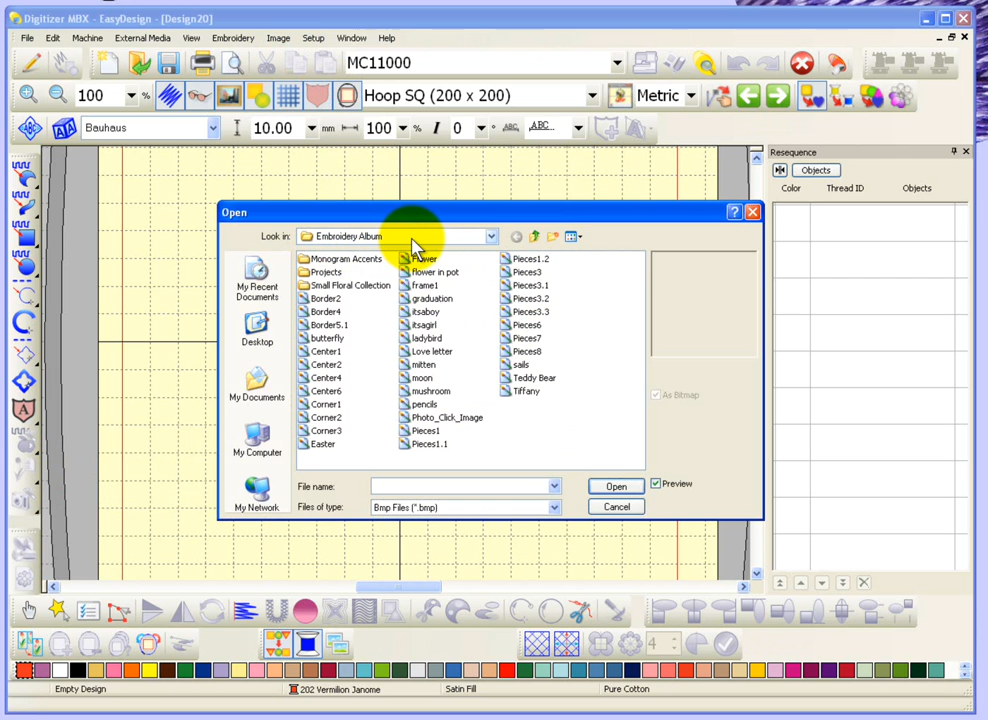 Digitizer MBX - EasyDesign - [Design20]
File Edit Machine External Media View Embroidery Image Setup Window Help
MC11000
100 % Hoop SQ (200 x 200) Metric
Bauhaus 10.00 mm 100 % 0 ° ABC ABC...
Resequence
Objects
Color Thread ID Objects
Open
Look in: Embroidery Album
My Recent Documents
Desktop
My Documents
My Computer
My Network
Monogram Accents
Projects
Small Floral Collection
Border2
Border4
Border5.1
butterfly
Center1
Center2
Center4
Center6
Corner1
Corner2
Corner3
Easter
Flower
flower in pot
frame1
graduation
itsaboy
itsagirl
ladybird
Love letter
mitten
moon
mushroom
pencils
Photo_Click_Image
Pieces1
Pieces1.1
Pieces1.2
Pieces3
Pieces3.1
Pieces3.2
Pieces3.3
Pieces6
Pieces7
Pieces8
sails
Teddy Bear
Tiffany
As Bitmap
File name: Open Preview
Files of type: Bmp Files (*.bmp) Cancel
4
Empty Design 202 Vermilion Janome Satin Fill Pure Cotton